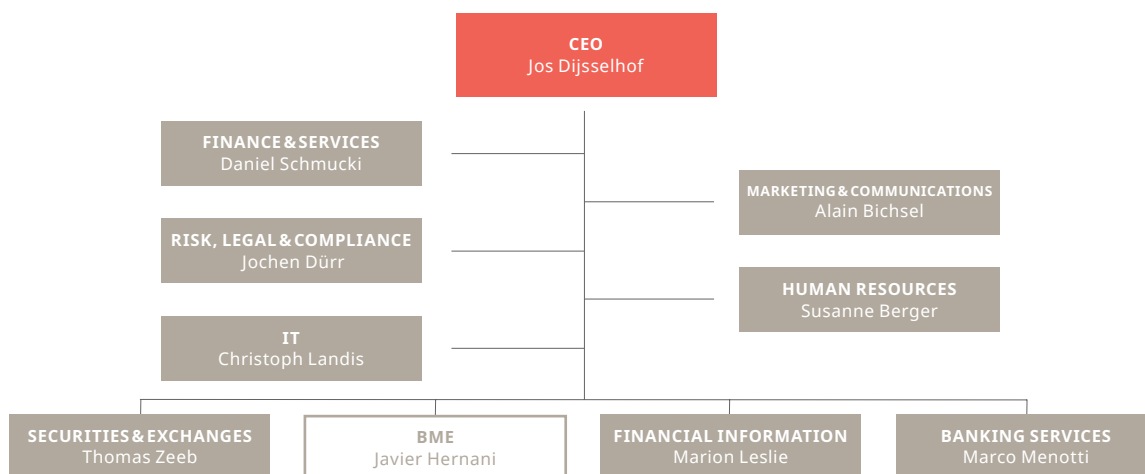 CEO
Jos Dijsselhof
FINANCE & SERVICES
Daniel Schmucki
MARKETING & COMMUNICATIONS
Alain Bichsel
RISK, LEGAL & COMPLIANCE
Jochen Dürr
HUMAN RESOURCES
Susanne Berger
IT
Christoph Landis
SECURITIES & EXCHANGES
Thomas Zeeb
BME
Javier Hernani
FINANCIAL INFORMATION
Marion Leslie
BANKING SERVICES
Marco Menotti